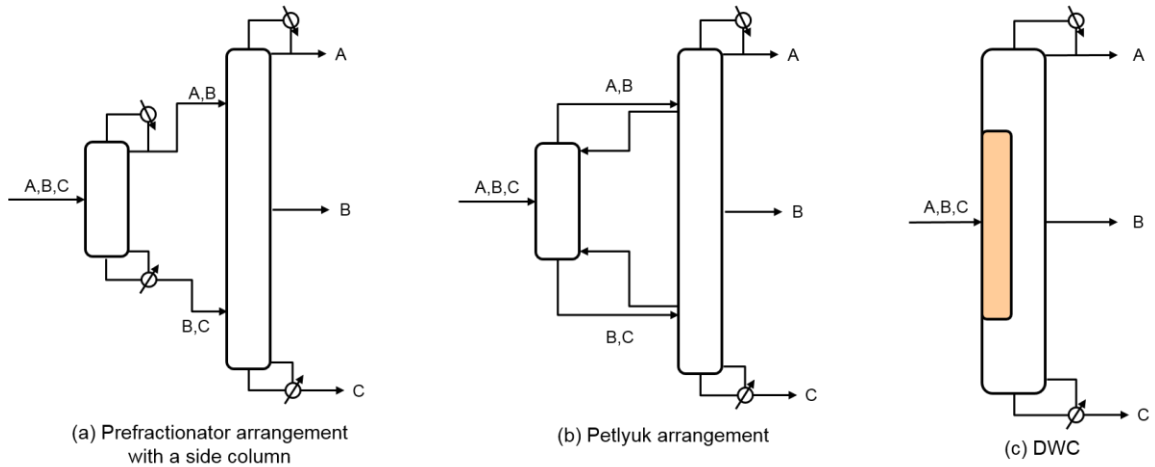 A
A,B
A,B,C
B
B,C
C
(a) Prefractionator arrangement
with a side column
A
A,B
A,B,C
B
B,C
C
(b) Petlyuk arrangement
A
A,B,C
B
C
(c) DWC